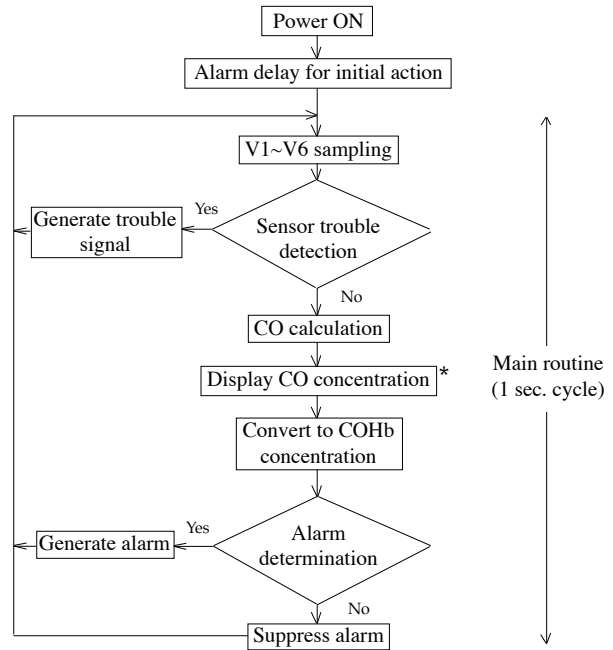 Power ON
Alarm delay for initial action
V1~V6 sampling
Generate trouble
signal
Yes
Sensor trouble
detection
No
CO calculation
Display CO concentration *
Main routine
(1 sec. cycle)
Convert to COHb
concentration
Generate alarm
Yes
Alarm
determination
No
Suppress alarm